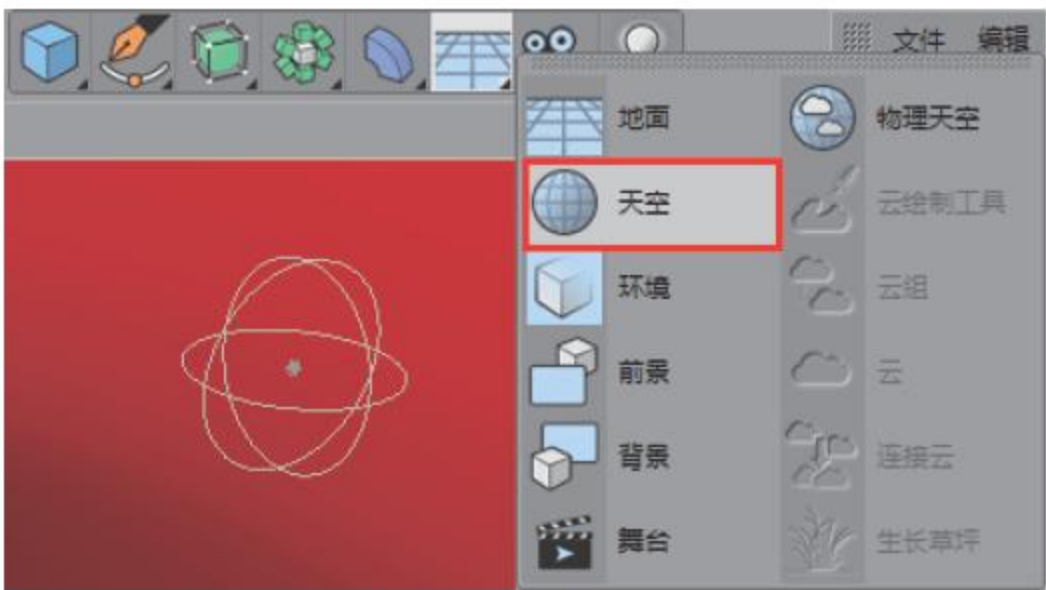 文件 编辑
地面 物理天空
天空 云绘制工具
环境 云组
前景 云
背景 连接云
舞台 生长草坪